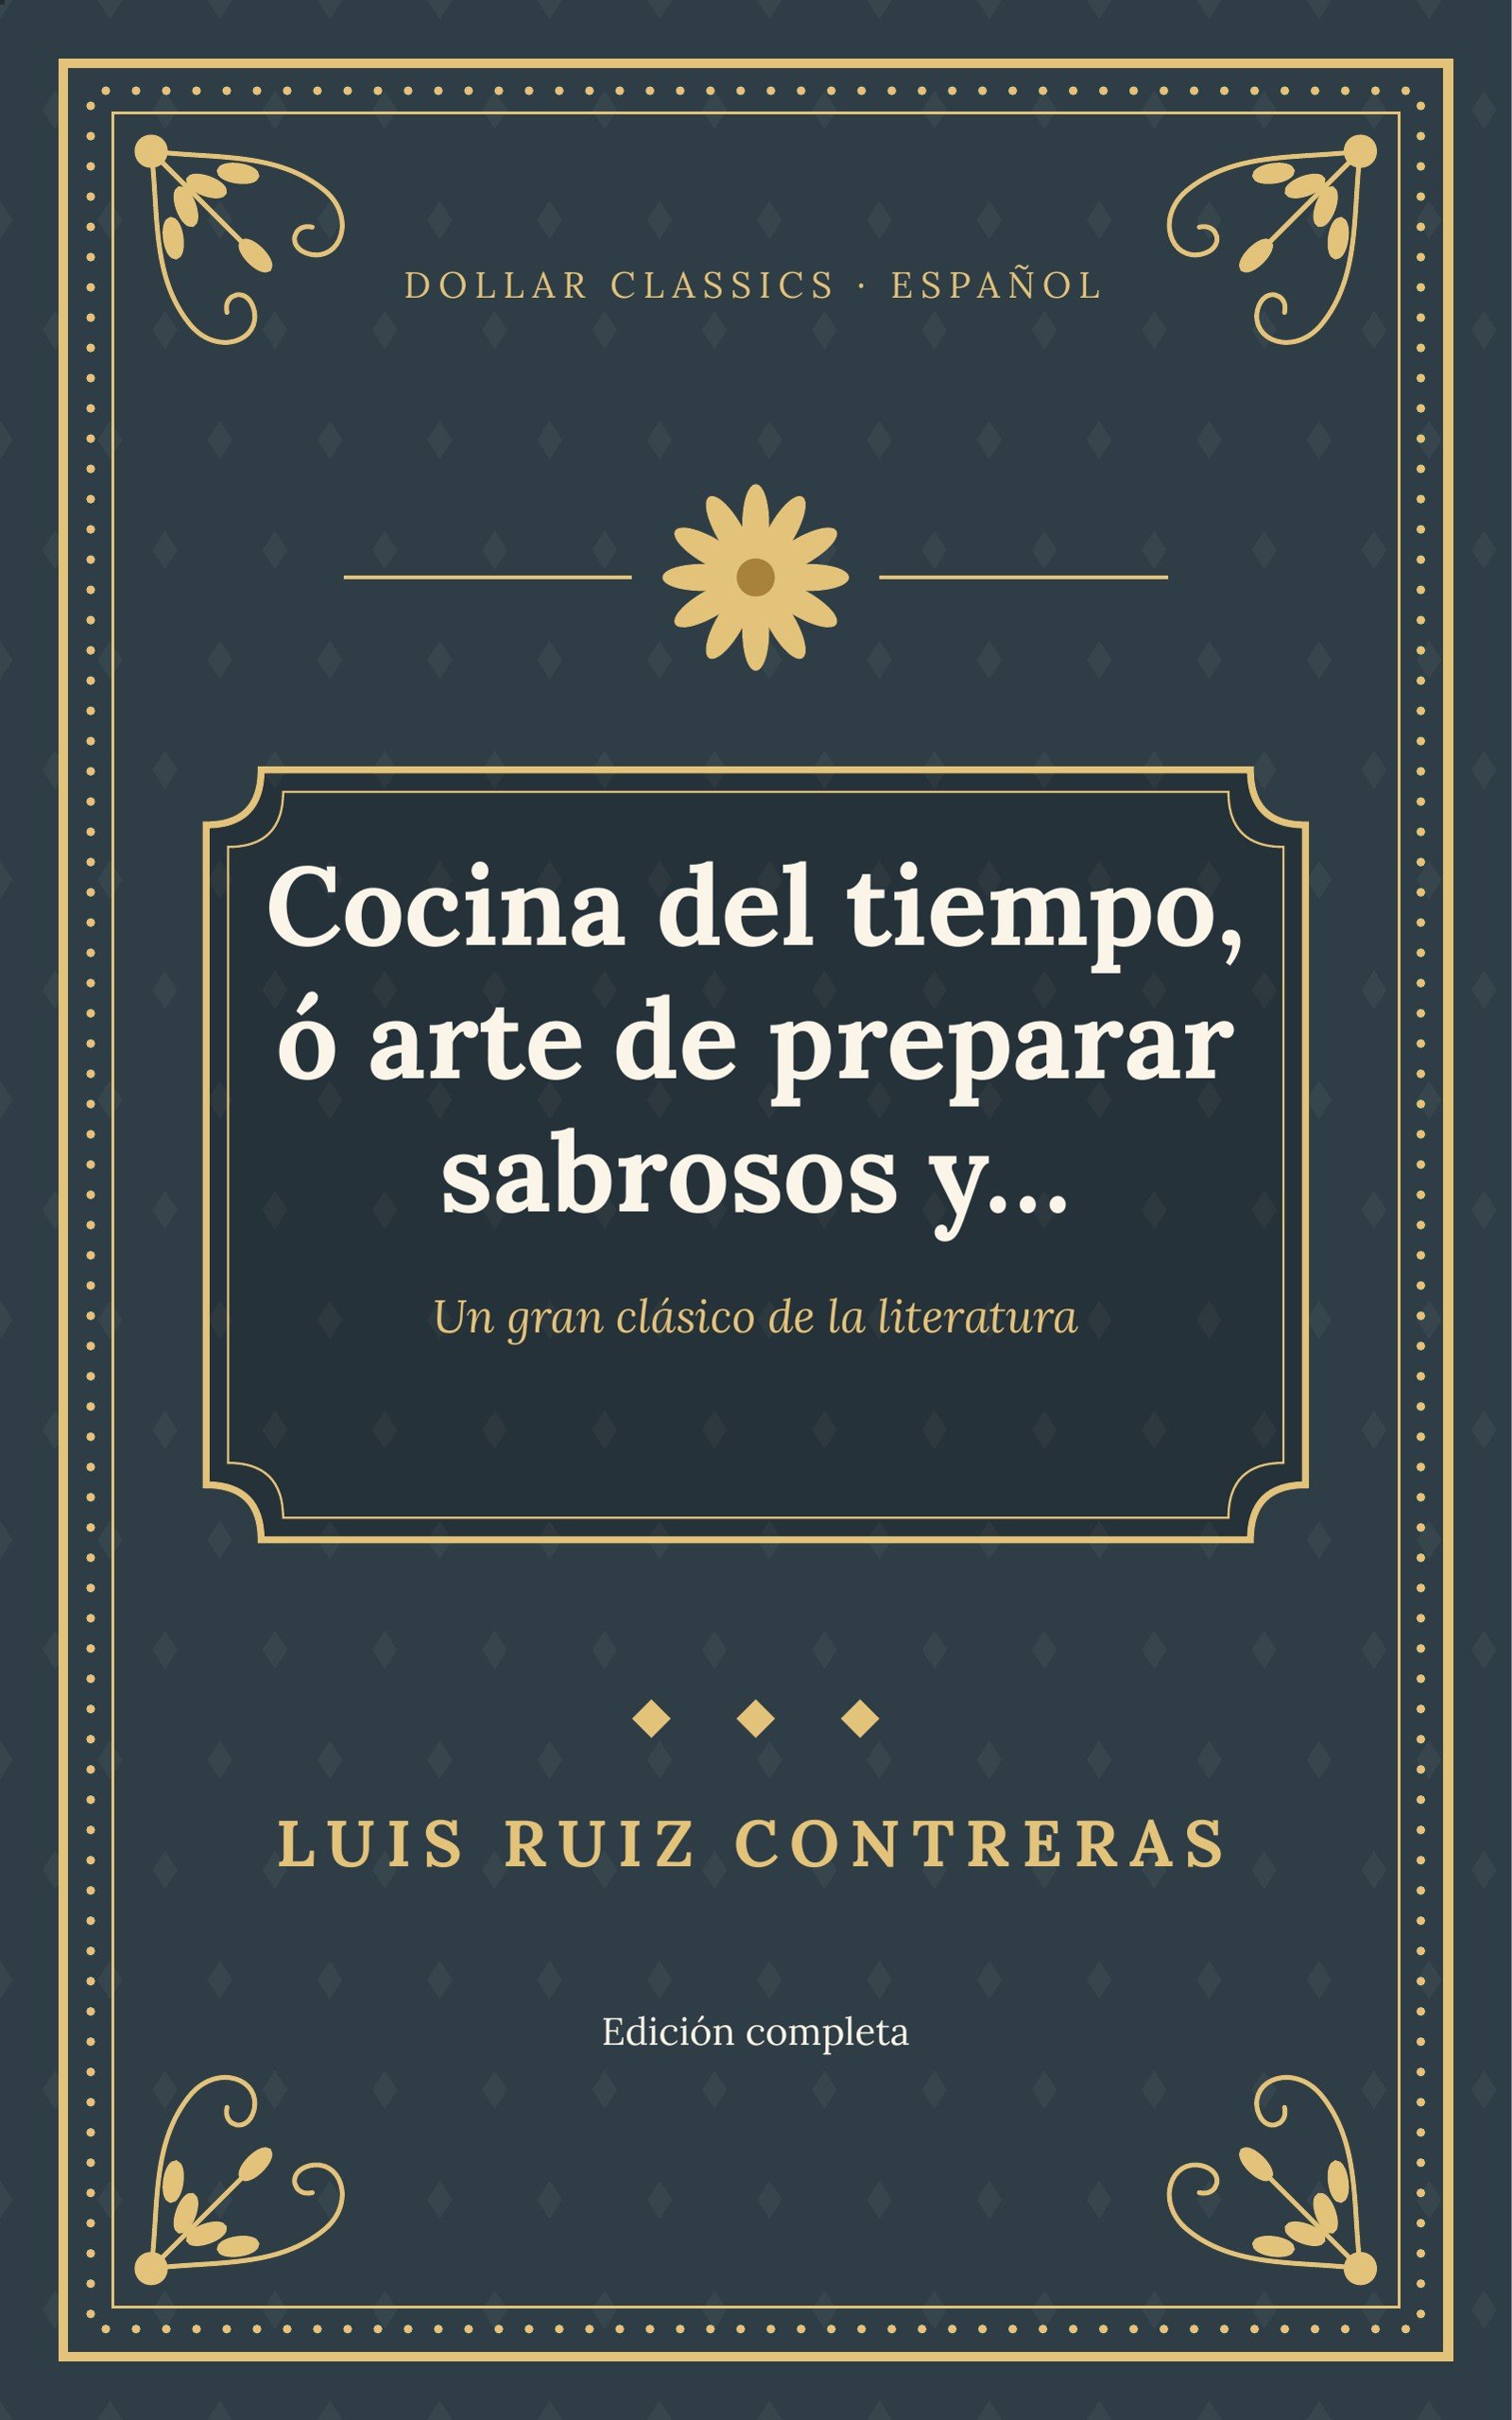 DOLLAR CLASSICS · ESPAÑOL
Cocina del tiempo,
ó arte de preparar
sabrosos y...
Un gran clásico de la literatura
LUIS RUIZ CONTRERAS
Edición completa